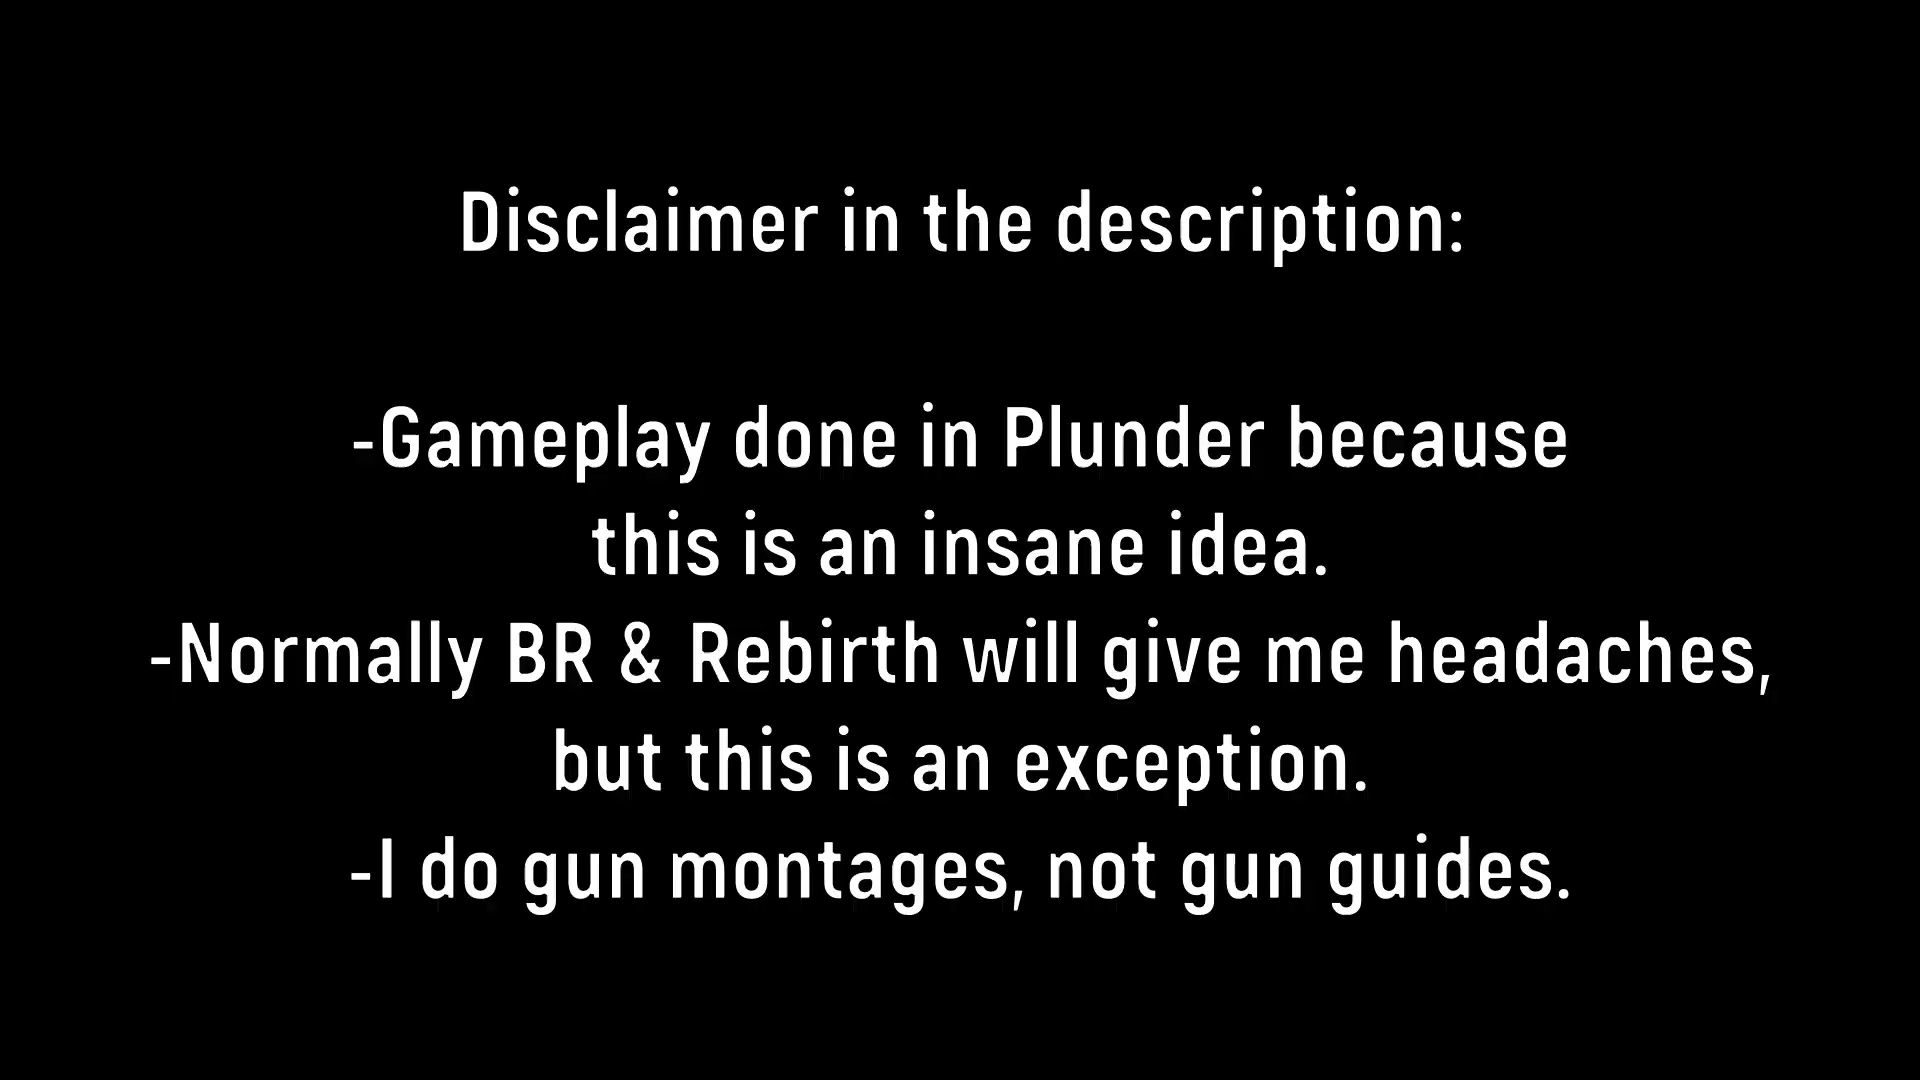 Disclaimer in the description:
-Gameplay done in Plunder because
this is an insane idea.
-Normally BR & Rebirth will give me headaches,
but this is an exception.
-I do gun montages, not gun guides.